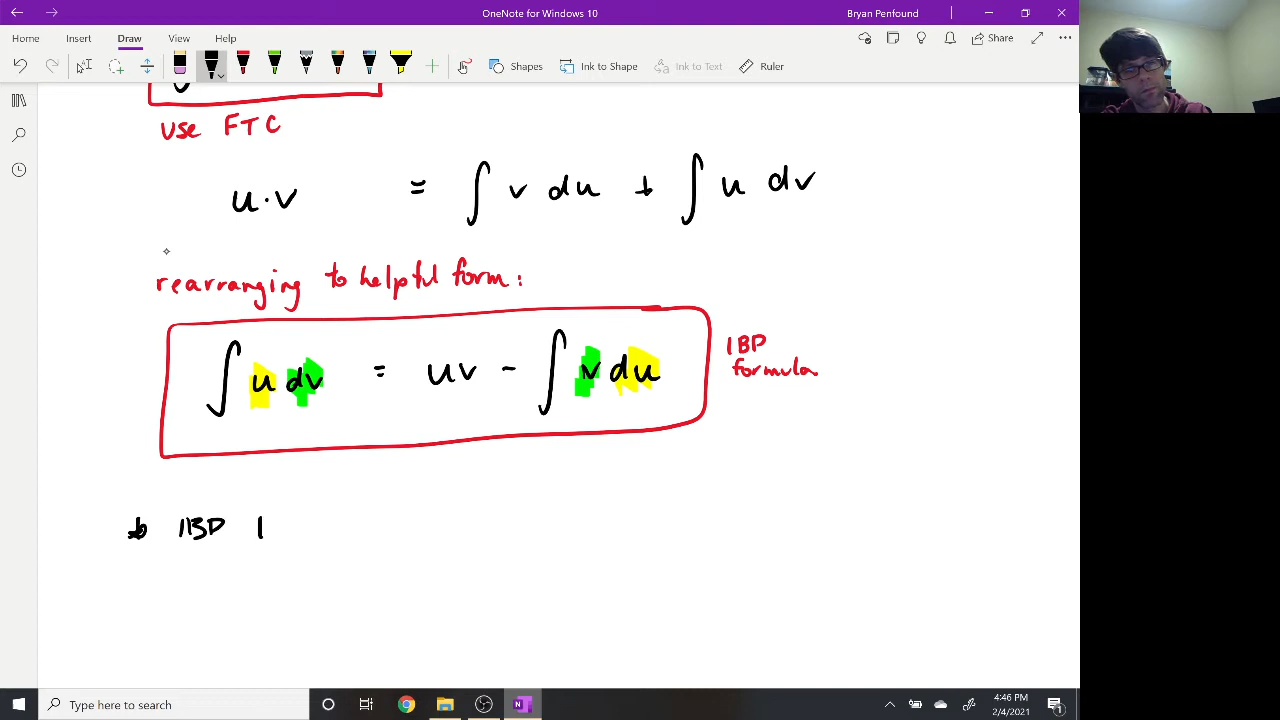 OneNote for Windows 10
Bryan Penfound
Home Insert Draw View Help
Share
Shapes Ink to Shape Ink to Text Ruler
use FTC
u·v = ∫ v du + ∫ u dv
rearranging to helpful form:
∫ u dv = uv - ∫ v du
IBP
formula
IBP
Type here to search
4:46 PM
2/4/2021
1